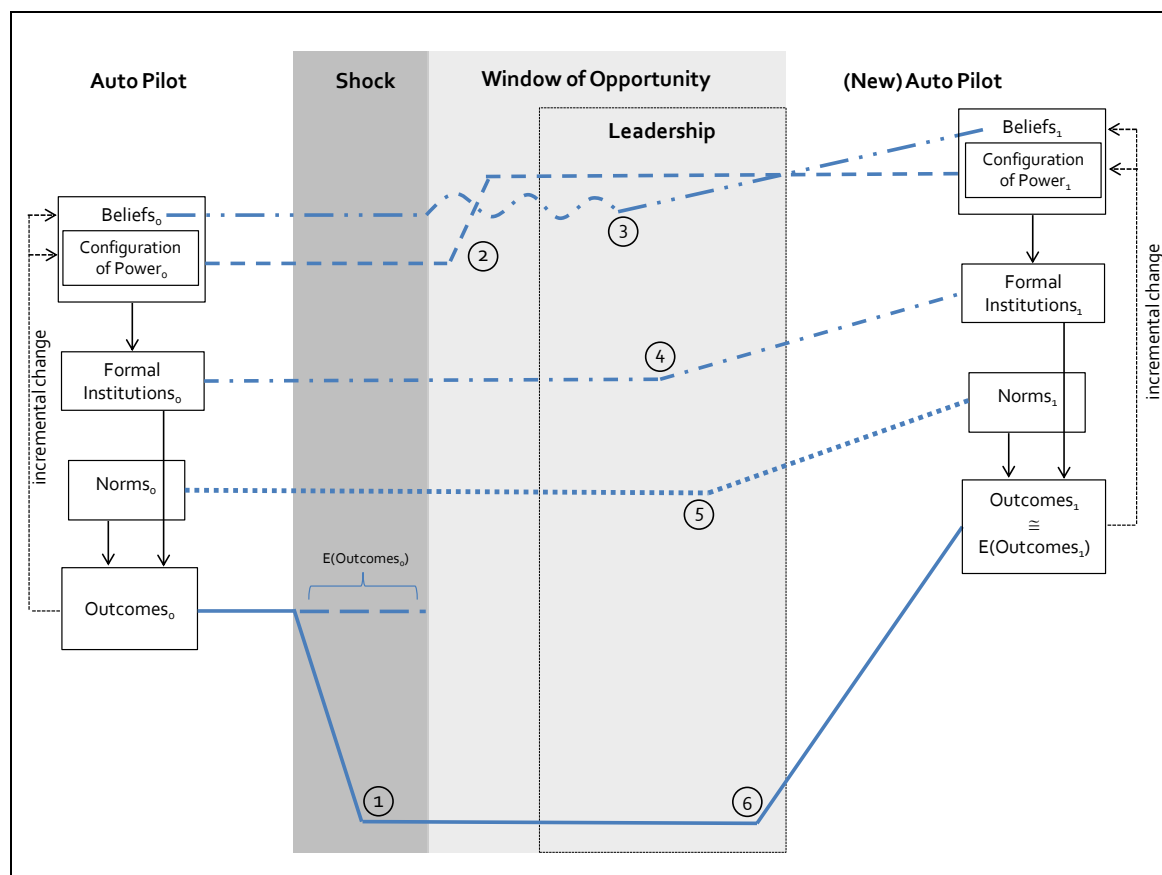 Auto Pilot
Shock
Window of Opportunity
(New) Auto Pilot
Leadership
Beliefs₀
Configuration
of Power₀
Formal
Institutions₀
Norms₀
Outcomes₀
incremental change
E(Outcomes₀)
1
2
3
4
5
6
Beliefs₁
Configuration
of Power₁
Formal
Institutions₁
Norms₁
Outcomes₁
≅
E(Outcomes₁)
incremental change